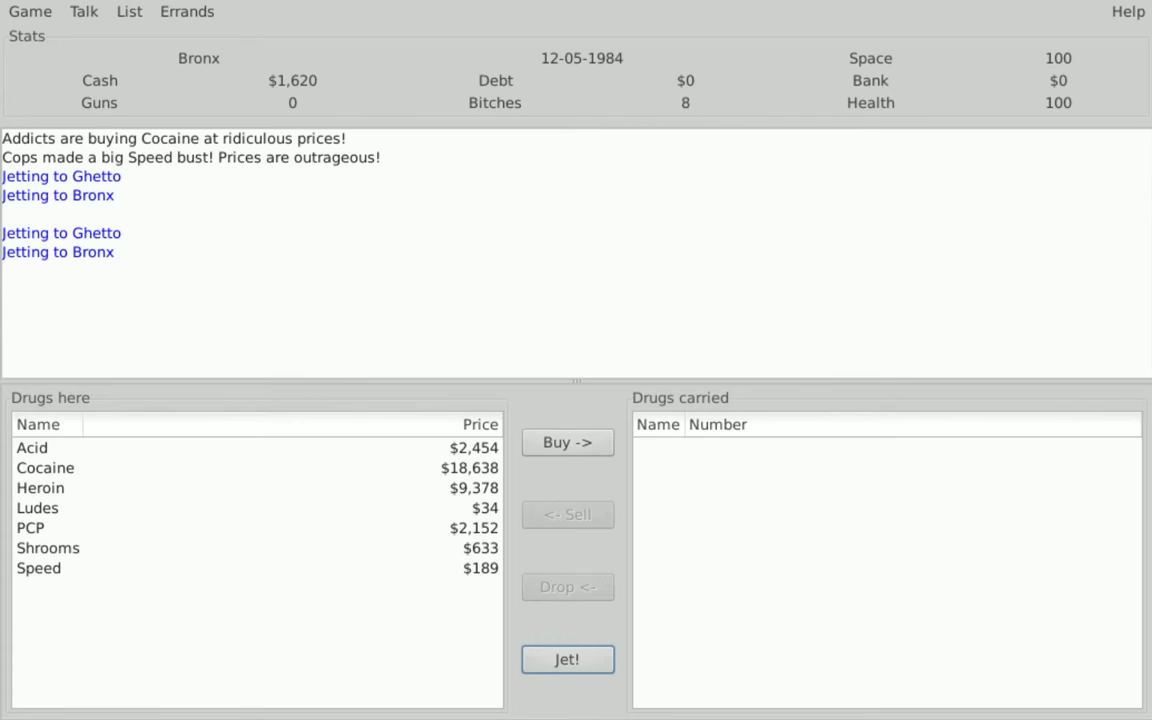 Game Talk List Errands Help
Stats
Bronx 12-05-1984 Space 100
Cash $1,620 Debt $0 Bank $0
Guns 0 Bitches 8 Health 100
Addicts are buying Cocaine at ridiculous prices!
Cops made a big Speed bust! Prices are outrageous!
Jetting to Ghetto
Jetting to Bronx
Jetting to Ghetto
Jetting to Bronx
Drugs here
Name Price
Acid $2,454
Cocaine $18,638
Heroin $9,378
Ludes $34
PCP $2,152
Shrooms $633
Speed $189
Buy ->
<- Sell
Drop <-
Jet!
Drugs carried
Name Number